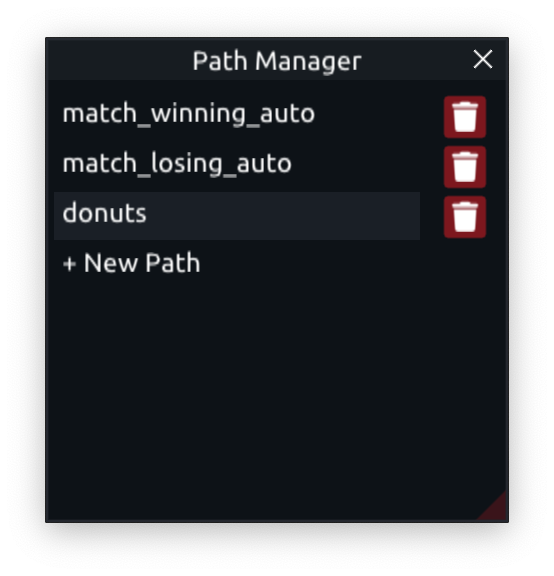 Path Manager
match_winning_auto
match_losing_auto
donuts
+ New Path